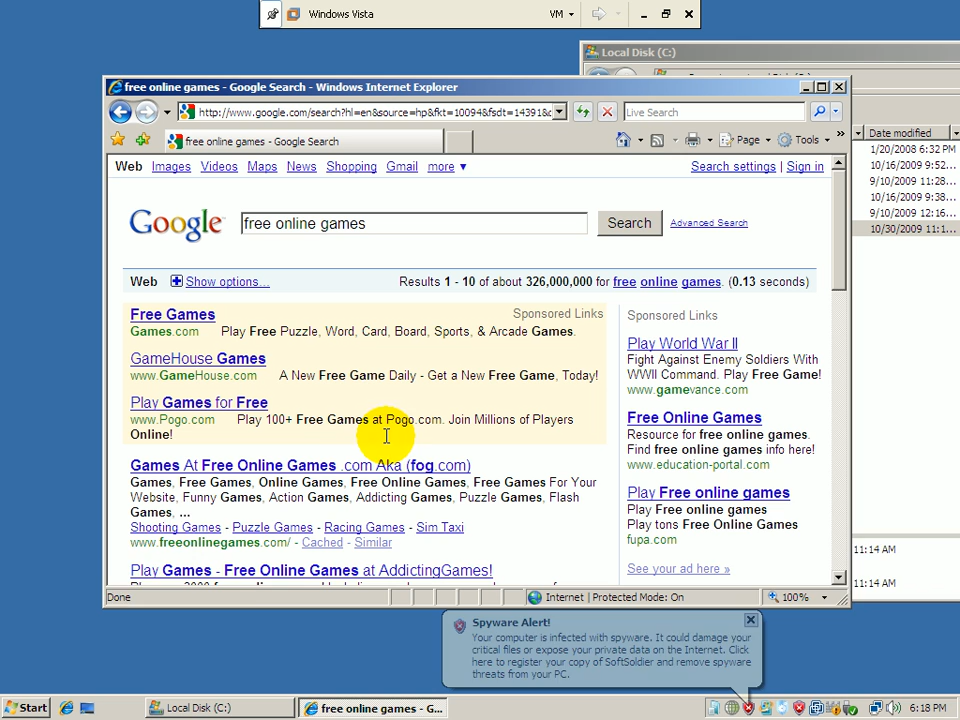 Windows Vista
VM
Local Disk (C:)
free online games - Google Search - Windows Internet Explorer
http://www.google.com/search?hl=en&source=hp&fkt=10094&fsdt=14391&
Live Search
free online games - Google Search
Page
Tools
»
Date modified
Web Images Videos Maps News Shopping Gmail more ▼
Search settings | Sign in
1/20/2008 6:32 PM
10/16/2009 9:52...
9/10/2009 11:28...
10/16/2009 9:38...
9/10/2009 12:16...
10/30/2009 11:1...
Google
free online games
Search
Advanced Search
Web Show options...
Results 1 - 10 of about 326,000,000 for free online games. (0.13 seconds)
Free Games
Sponsored Links
Games.com Play Free Puzzle, Word, Card, Board, Sports, & Arcade Games.
GameHouse Games
www.GameHouse.com A New Free Game Daily - Get a New Free Game, Today!
Play Games for Free
www.Pogo.com Play 100+ Free Games at Pogo.com. Join Millions of Players
Online!
Games At Free Online Games .com Aka (fog.com)
Games, Free Games, Online Games, Free Online Games, Free Games For Your
Website, Funny Games, Action Games, Addicting Games, Puzzle Games, Flash
Games, ...
Shooting Games - Puzzle Games - Racing Games - Sim Taxi
www.freeonlinegames.com/ - Cached - Similar
Play Games - Free Online Games at AddictingGames!
Sponsored Links
Play World War II
Fight Against Enemy Soldiers With
WWII Command. Play Free Game!
www.gamevance.com
Free Online Games
Resource for free online games.
Find free online games info here!
www.education-portal.com
Play Free online games
Play Free online games
Play tons Free Online Games
fupa.com
See your ad here »
11:14 AM
11:14 AM
Done
Internet | Protected Mode: On
100%
Spyware Alert!
Your computer is infected with spyware. It could damage your
critical files or expose your private data on the Internet. Click
here to register your copy of SoftSoldier and remove spyware
threats from your PC.
Start
Local Disk (C:)
free online games - G...
6:18 PM